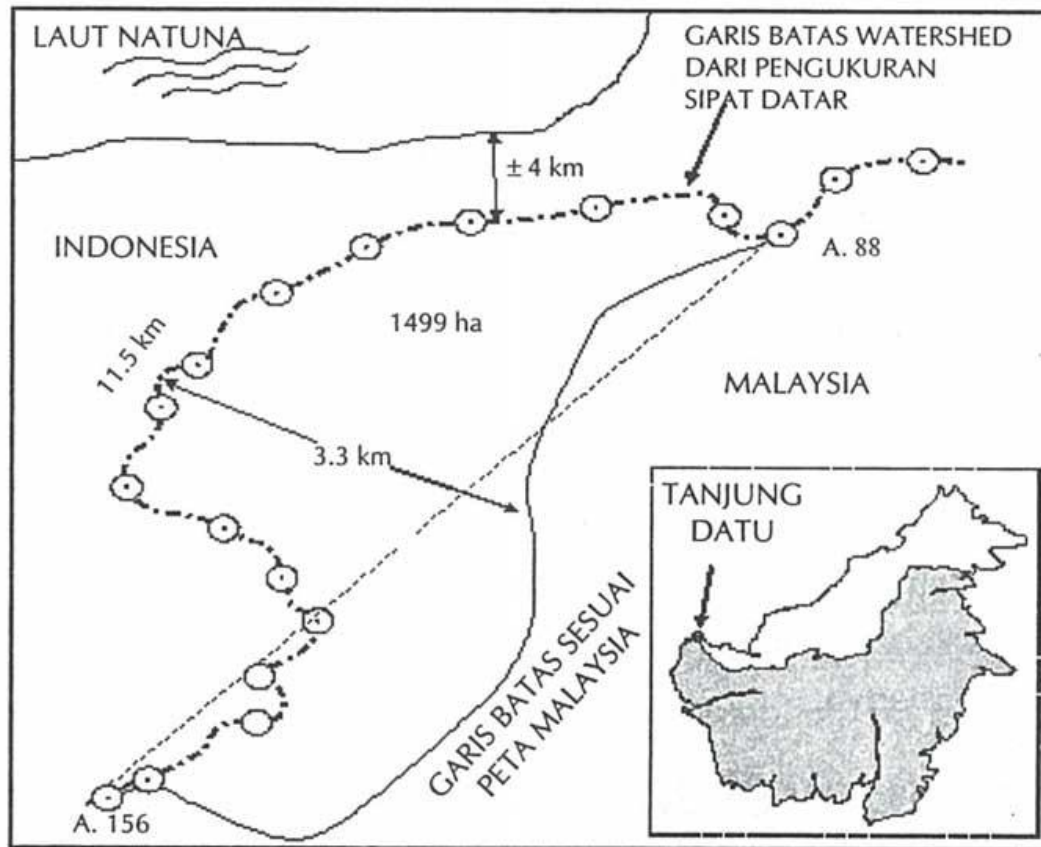 LAUT NATUNA
GARIS BATAS WATERSHED
DARI PENGUKURAN
SIPAT DATAR
± 4 km
INDONESIA
A. 88
1499 ha
11.5 km
MALAYSIA
3.3 km
TANJUNG
DATU
GARIS BATAS SESUAI
PETA MALAYSIA
A. 156